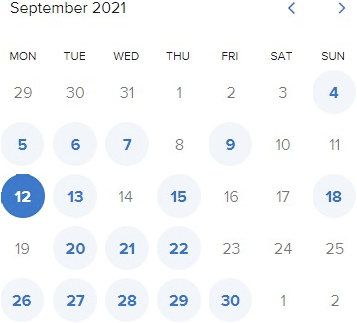 September 2021
MON TUE WED THU FRI SAT SUN
29 30 31 1 2 3 4
5 6 7 8 9 10 11
12 13 14 15 16 17 18
19 20 21 22 23 24 25
26 27 28 29 30 1 2